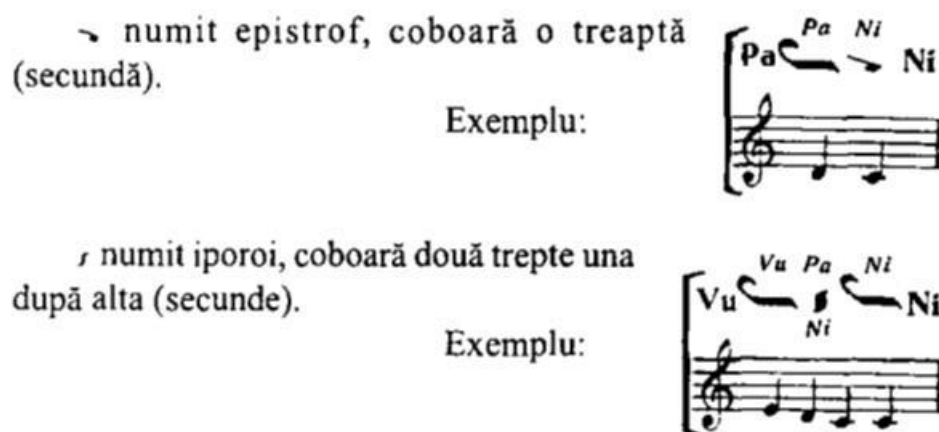 numit epistrof, coboară o treaptă
(secundă).
Exemplu:
Pa Ni
Pa Ni
numit iporoi, coboară două trepte una
după alta (secunde).
Exemplu:
Vu Pa Ni
Vu Ni
Ni